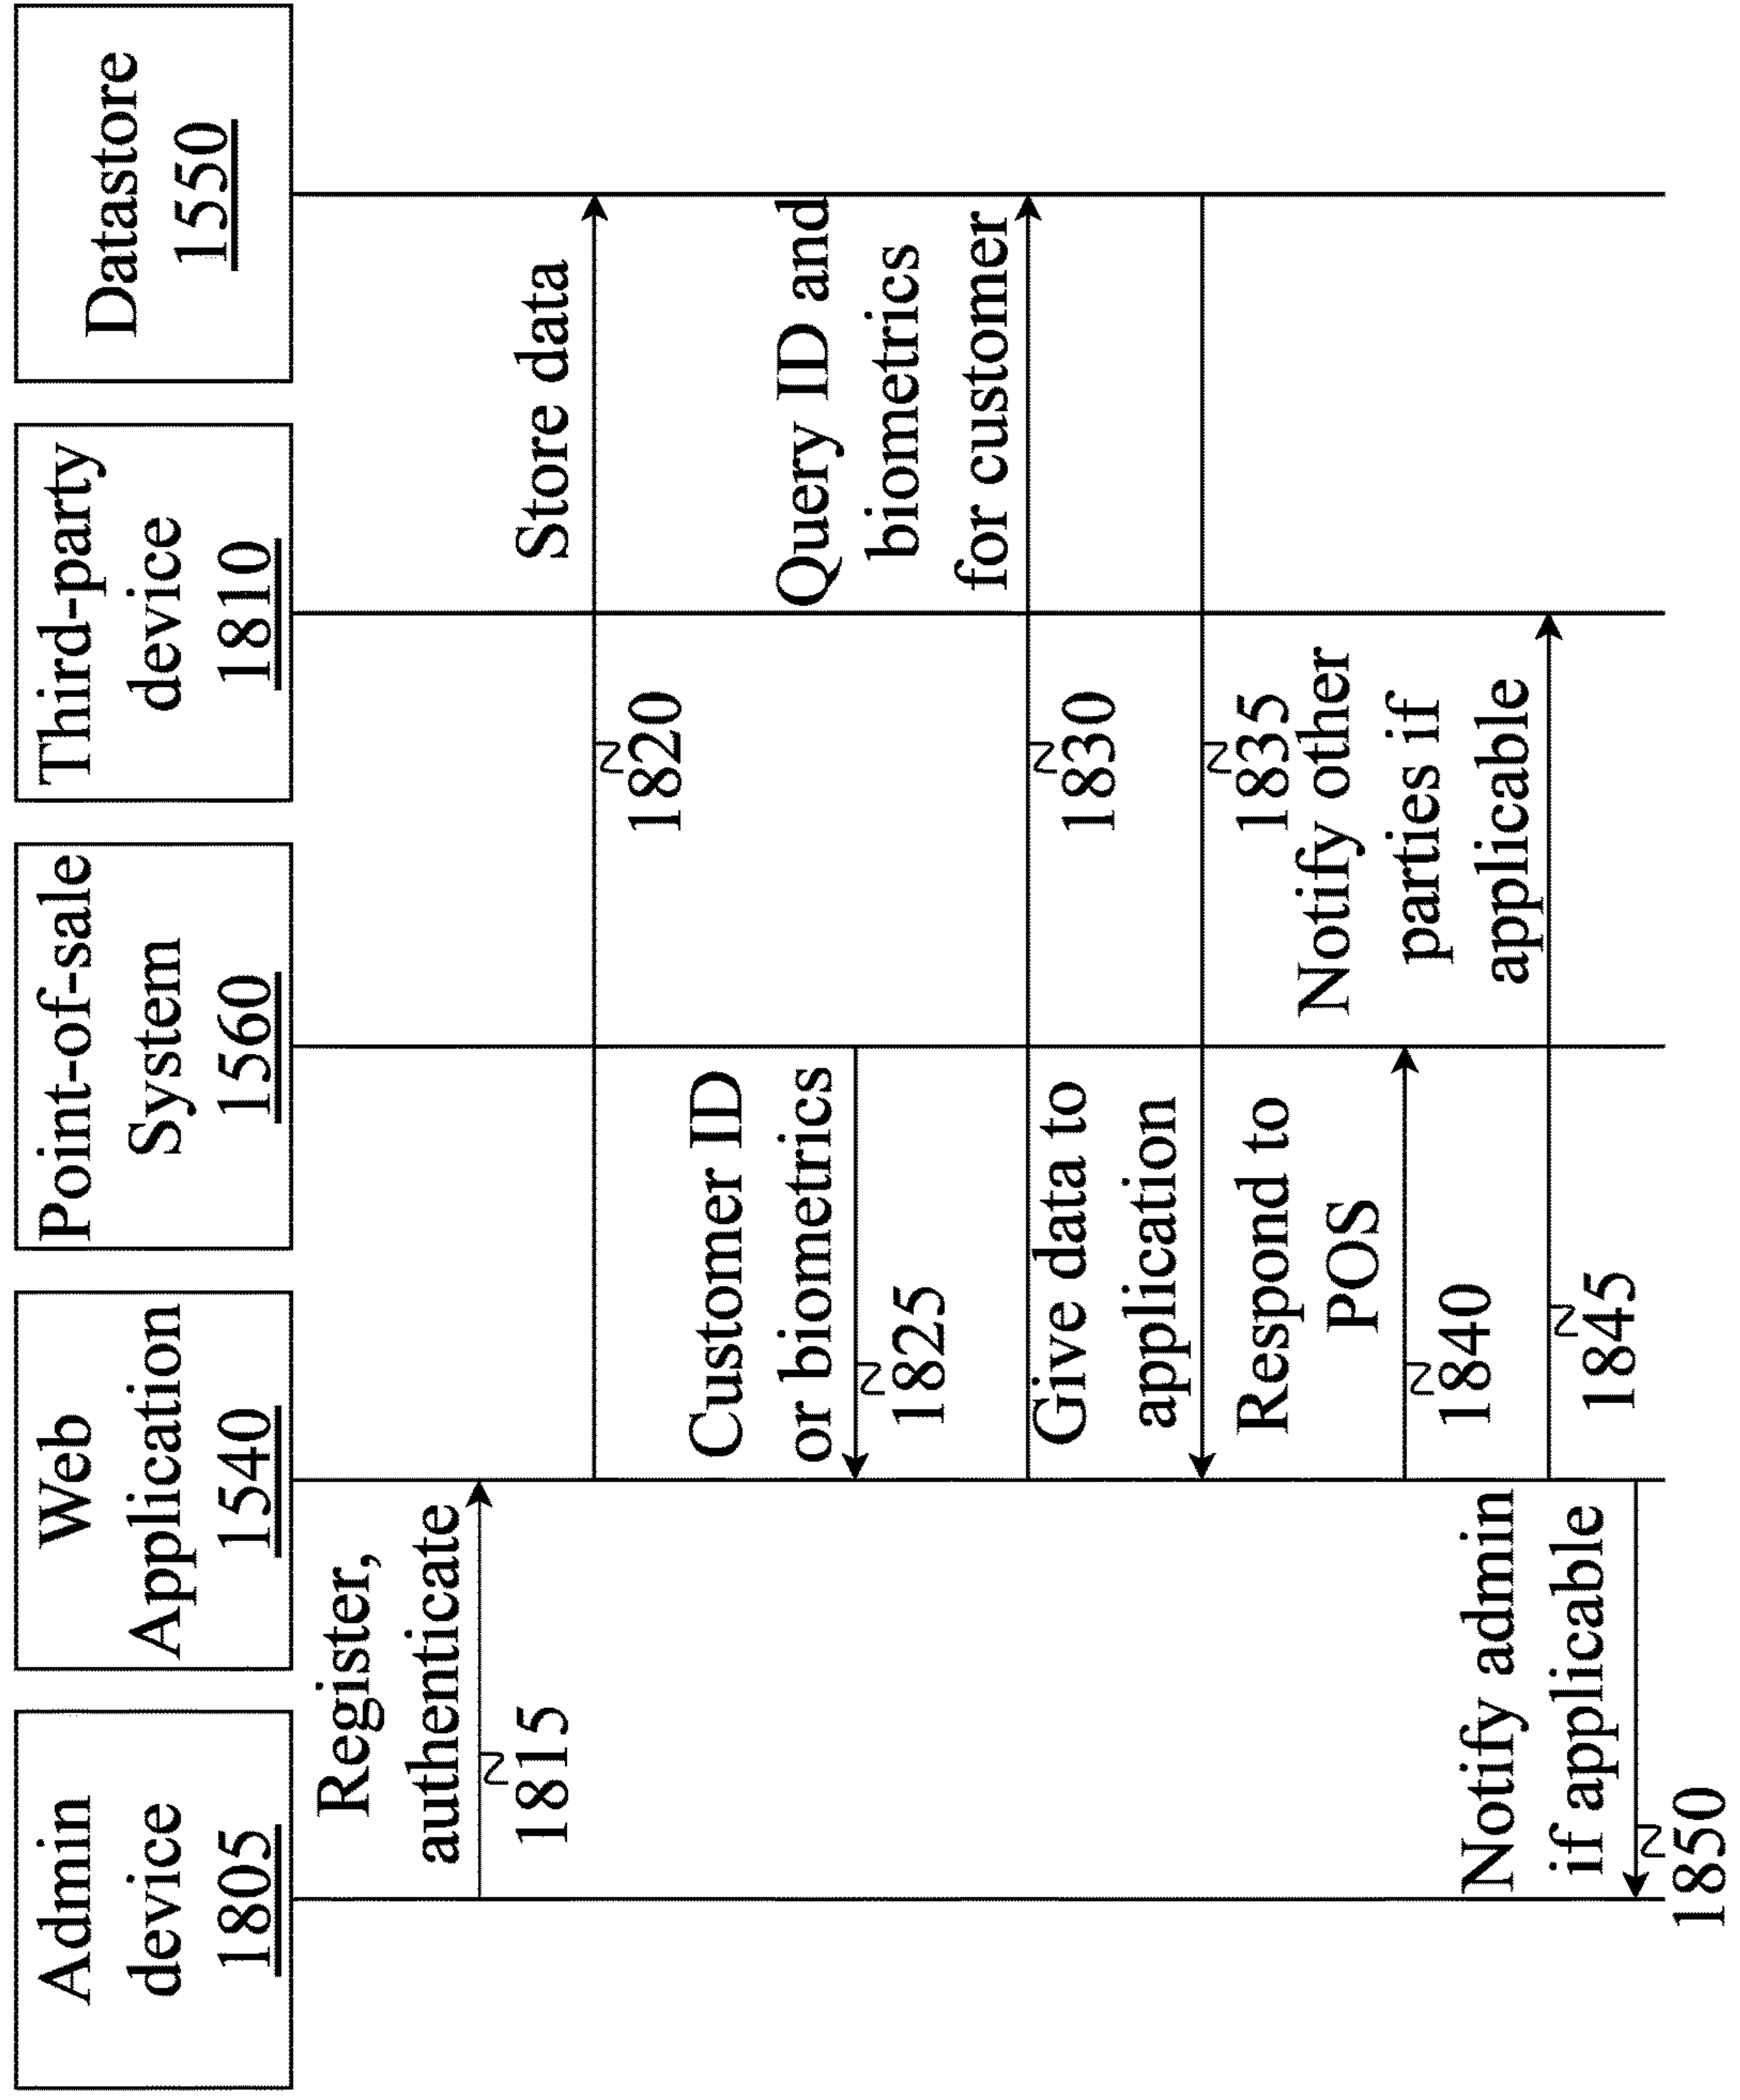 Admin
device
1805
Web
Application
1540
Point-of-sale
System
1560
Third-party
device
1810
Datastore
1550
Register,
authenticate
1815
Store data
1820
Customer ID
or biometrics
1825
Query ID and
biometrics
for customer
1830
Give data to
application
1835
Respond to
POS
1840
Notify other
parties if
applicable
1845
Notify admin
if applicable
1850